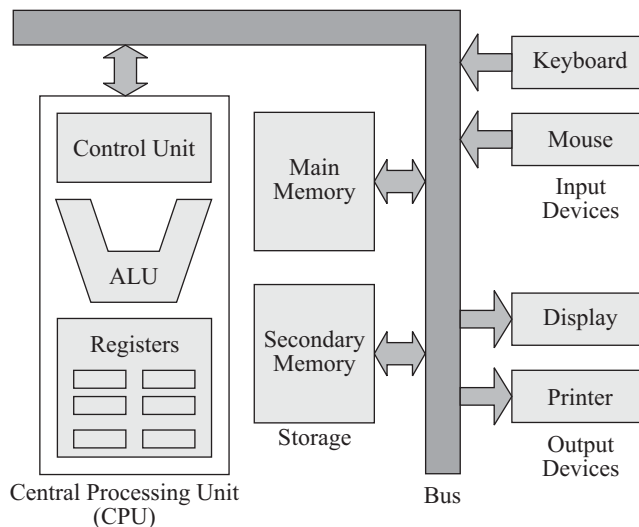 Control Unit
ALU
Registers
Central Processing Unit
(CPU)
Main
Memory
Secondary
Memory
Storage
Bus
Keyboard
Mouse
Input
Devices
Display
Printer
Output
Devices